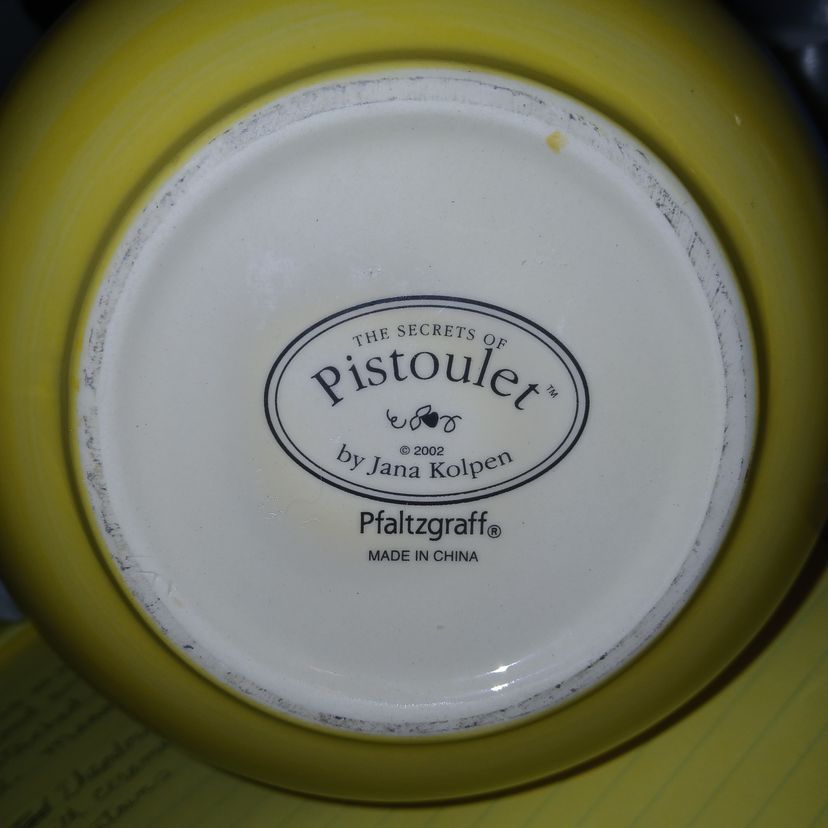 THE SECRETS OF
Pistoulet™
© 2002
by Jana Kolpen
Pfaltzgraff®
MADE IN CHINA